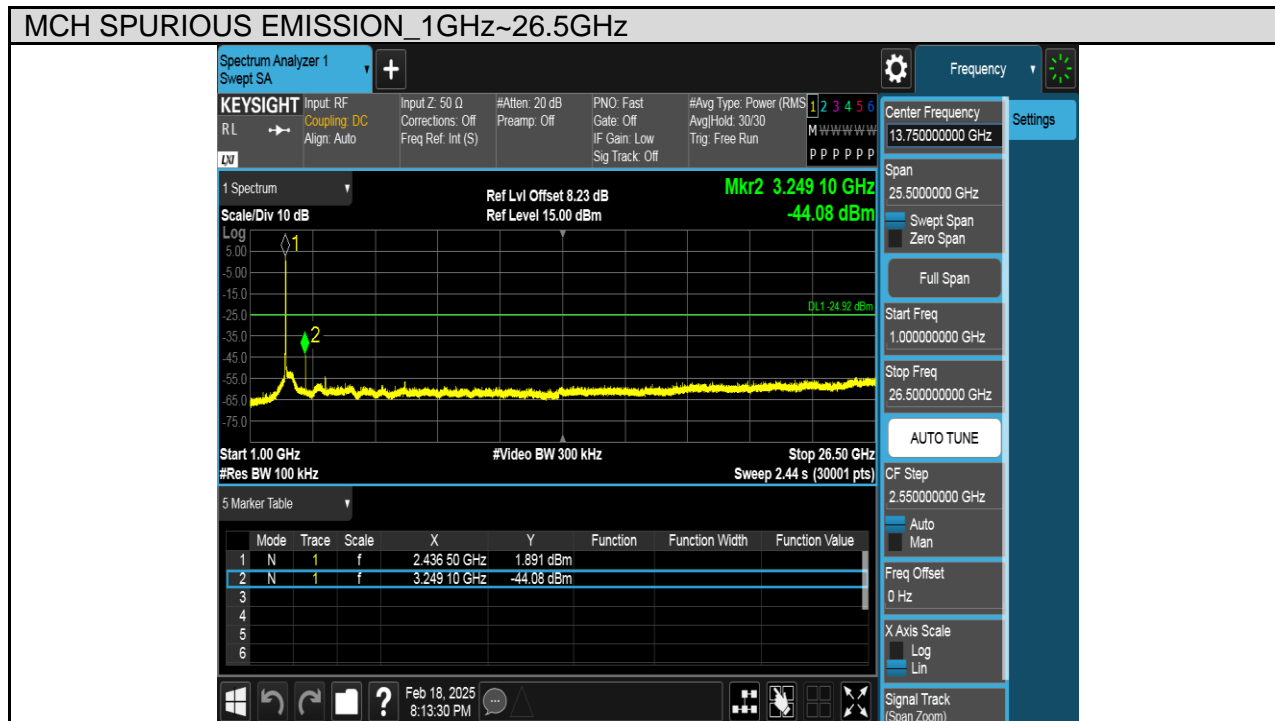 MCH SPURIOUS EMISSION_1GHz~26.5GHz
Spectrum Analyzer 1
Swept SA
+
Frequency
KEYSIGHT
RL
LXI
Input: RF
Coupling: DC
Align: Auto
Input Z: 50 Ω
Corrections: Off
Freq Ref: Int (S)
#Atten: 20 dB
Preamp: Off
PNO: Fast
Gate: Off
IF Gain: Low
Sig Track: Off
#Avg Type: Power (RMS
Avg|Hold: 30/30
Trig: Free Run
1 2 3 4 5 6
M W W W W W
P P P P P P
1 Spectrum
Scale/Div 10 dB
Ref Lvl Offset 8.23 dB
Ref Level 15.00 dBm
Mkr2 3.249 10 GHz
-44.08 dBm
Log
5.00
-5.00
-15.0
-25.0
-35.0
-45.0
-55.0
-65.0
-75.0
1
2
DL1 -24.92 dBm
Start 1.00 GHz
#Video BW 300 kHz
Stop 26.50 GHz
#Res BW 100 kHz
Sweep 2.44 s (30001 pts)
5 Marker Table
Mode Trace Scale X Y Function Function Width Function Value
1 N 1 f 2.436 50 GHz 1.891 dBm
2 N 1 f 3.249 10 GHz -44.08 dBm
3
4
5
6
?
Feb 18, 2025
8:13:30 PM
Center Frequency
13.750000000 GHz
Settings
Span
25.5000000 GHz
Swept Span
Zero Span
Full Span
Start Freq
1.000000000 GHz
Stop Freq
26.500000000 GHz
AUTO TUNE
CF Step
2.550000000 GHz
Auto
Man
Freq Offset
0 Hz
X Axis Scale
Log
Lin
Signal Track
(Span Zoom)